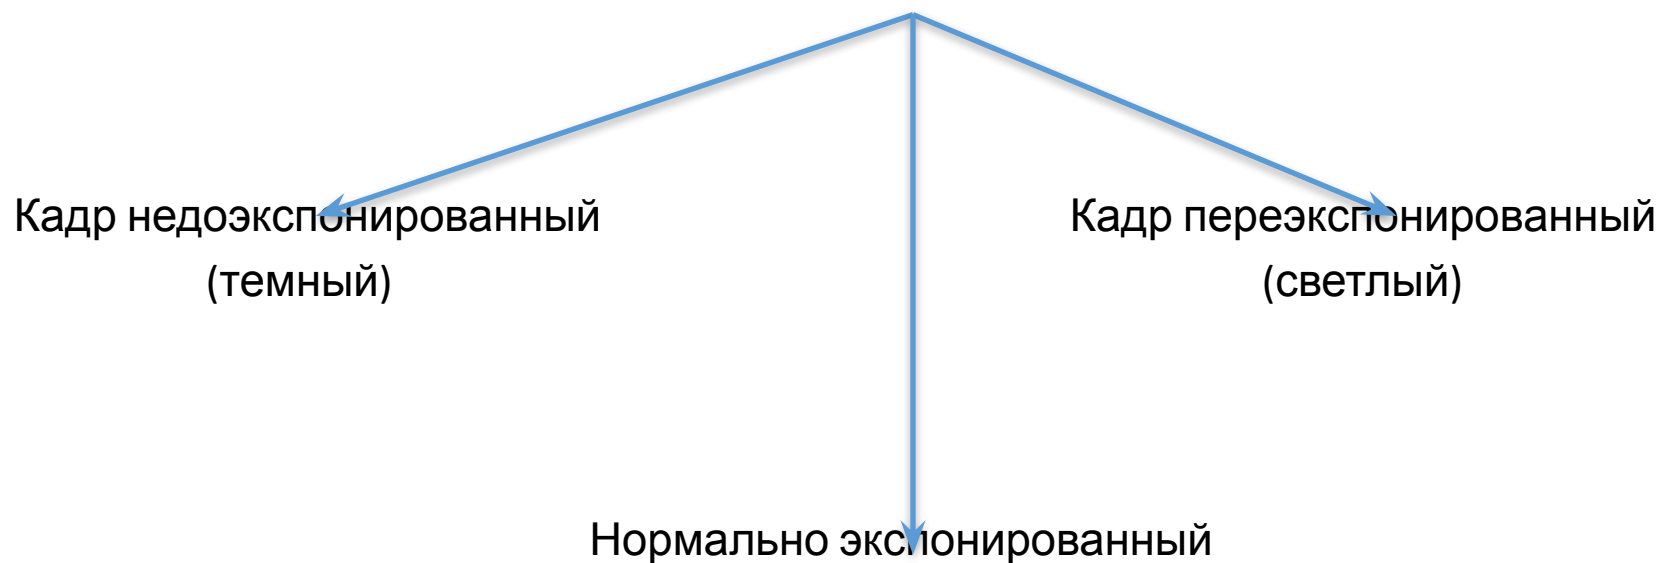 Кадр недоэкспонированный
(темный)
Кадр переэкспонированный
(светлый)
Нормально экспонированный